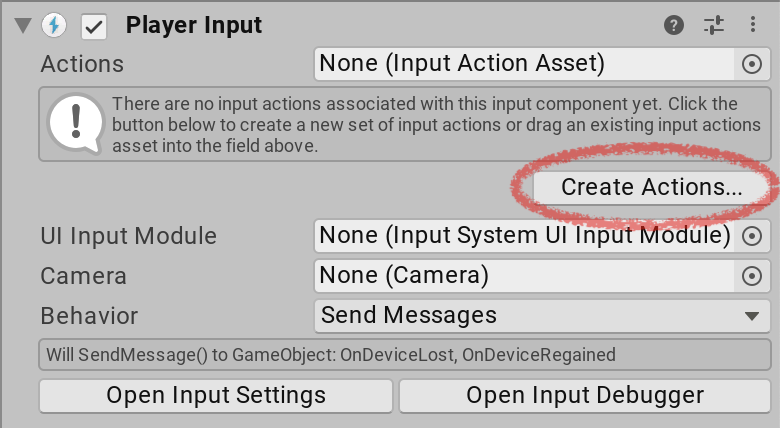 Player Input
Actions None (Input Action Asset)
There are no input actions associated with this input component yet. Click the
button below to create a new set of input actions or drag an existing input actions
asset into the field above.
Create Actions...
UI Input Module None (Input System UI Input Module)
Camera None (Camera)
Behavior Send Messages
Will SendMessage() to GameObject: OnDeviceLost, OnDeviceRegained
Open Input Settings Open Input Debugger